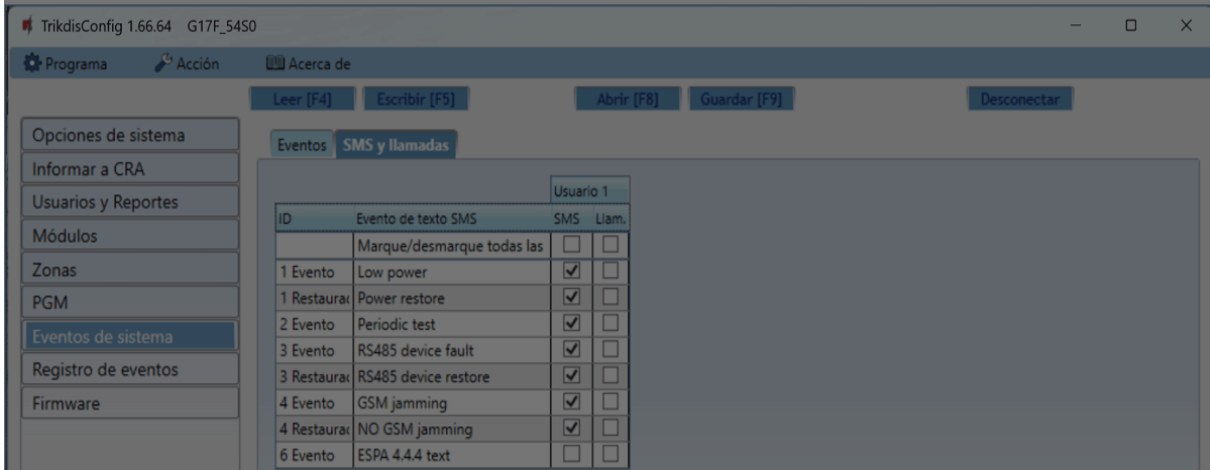 TrikdisConfig 1.66.64 G17F_54S0
Programa Acción Acerca de
Leer [F4] Escribir [F5] Abrir [F8] Guardar [F9] Desconectar
Opciones de sistema
Informar a CRA
Usuarios y Reportes
Módulos
Zonas
PGM
Eventos de sistema
Registro de eventos
Firmware
Eventos SMS y llamadas
Usuario 1
ID Evento de texto SMS SMS Llam.
Marque/desmarque todas las
1 Evento Low power
1 Restaurac Power restore
2 Evento Periodic test
3 Evento RS485 device fault
3 Restaurac RS485 device restore
4 Evento GSM jamming
4 Restaurac NO GSM jamming
6 Evento ESPA 4.4.4 text